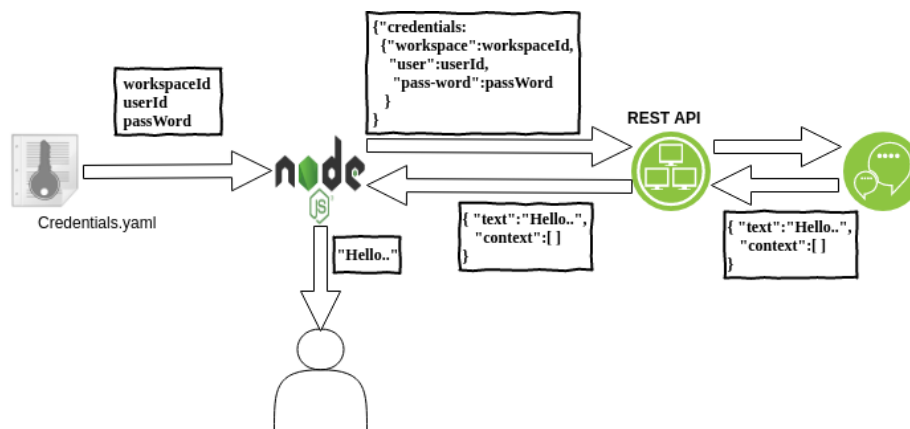 {"credentials:
{"workspace":workspaceId,
"user":userId,
"pass-word":passWord
}
}
workspaceId
userId
passWord
REST API
node
JS
Credentials.yaml
{ "text":"Hello..",
"context":[ ]
}
{ "text":"Hello..",
"context":[ ]
}
"Hello.."